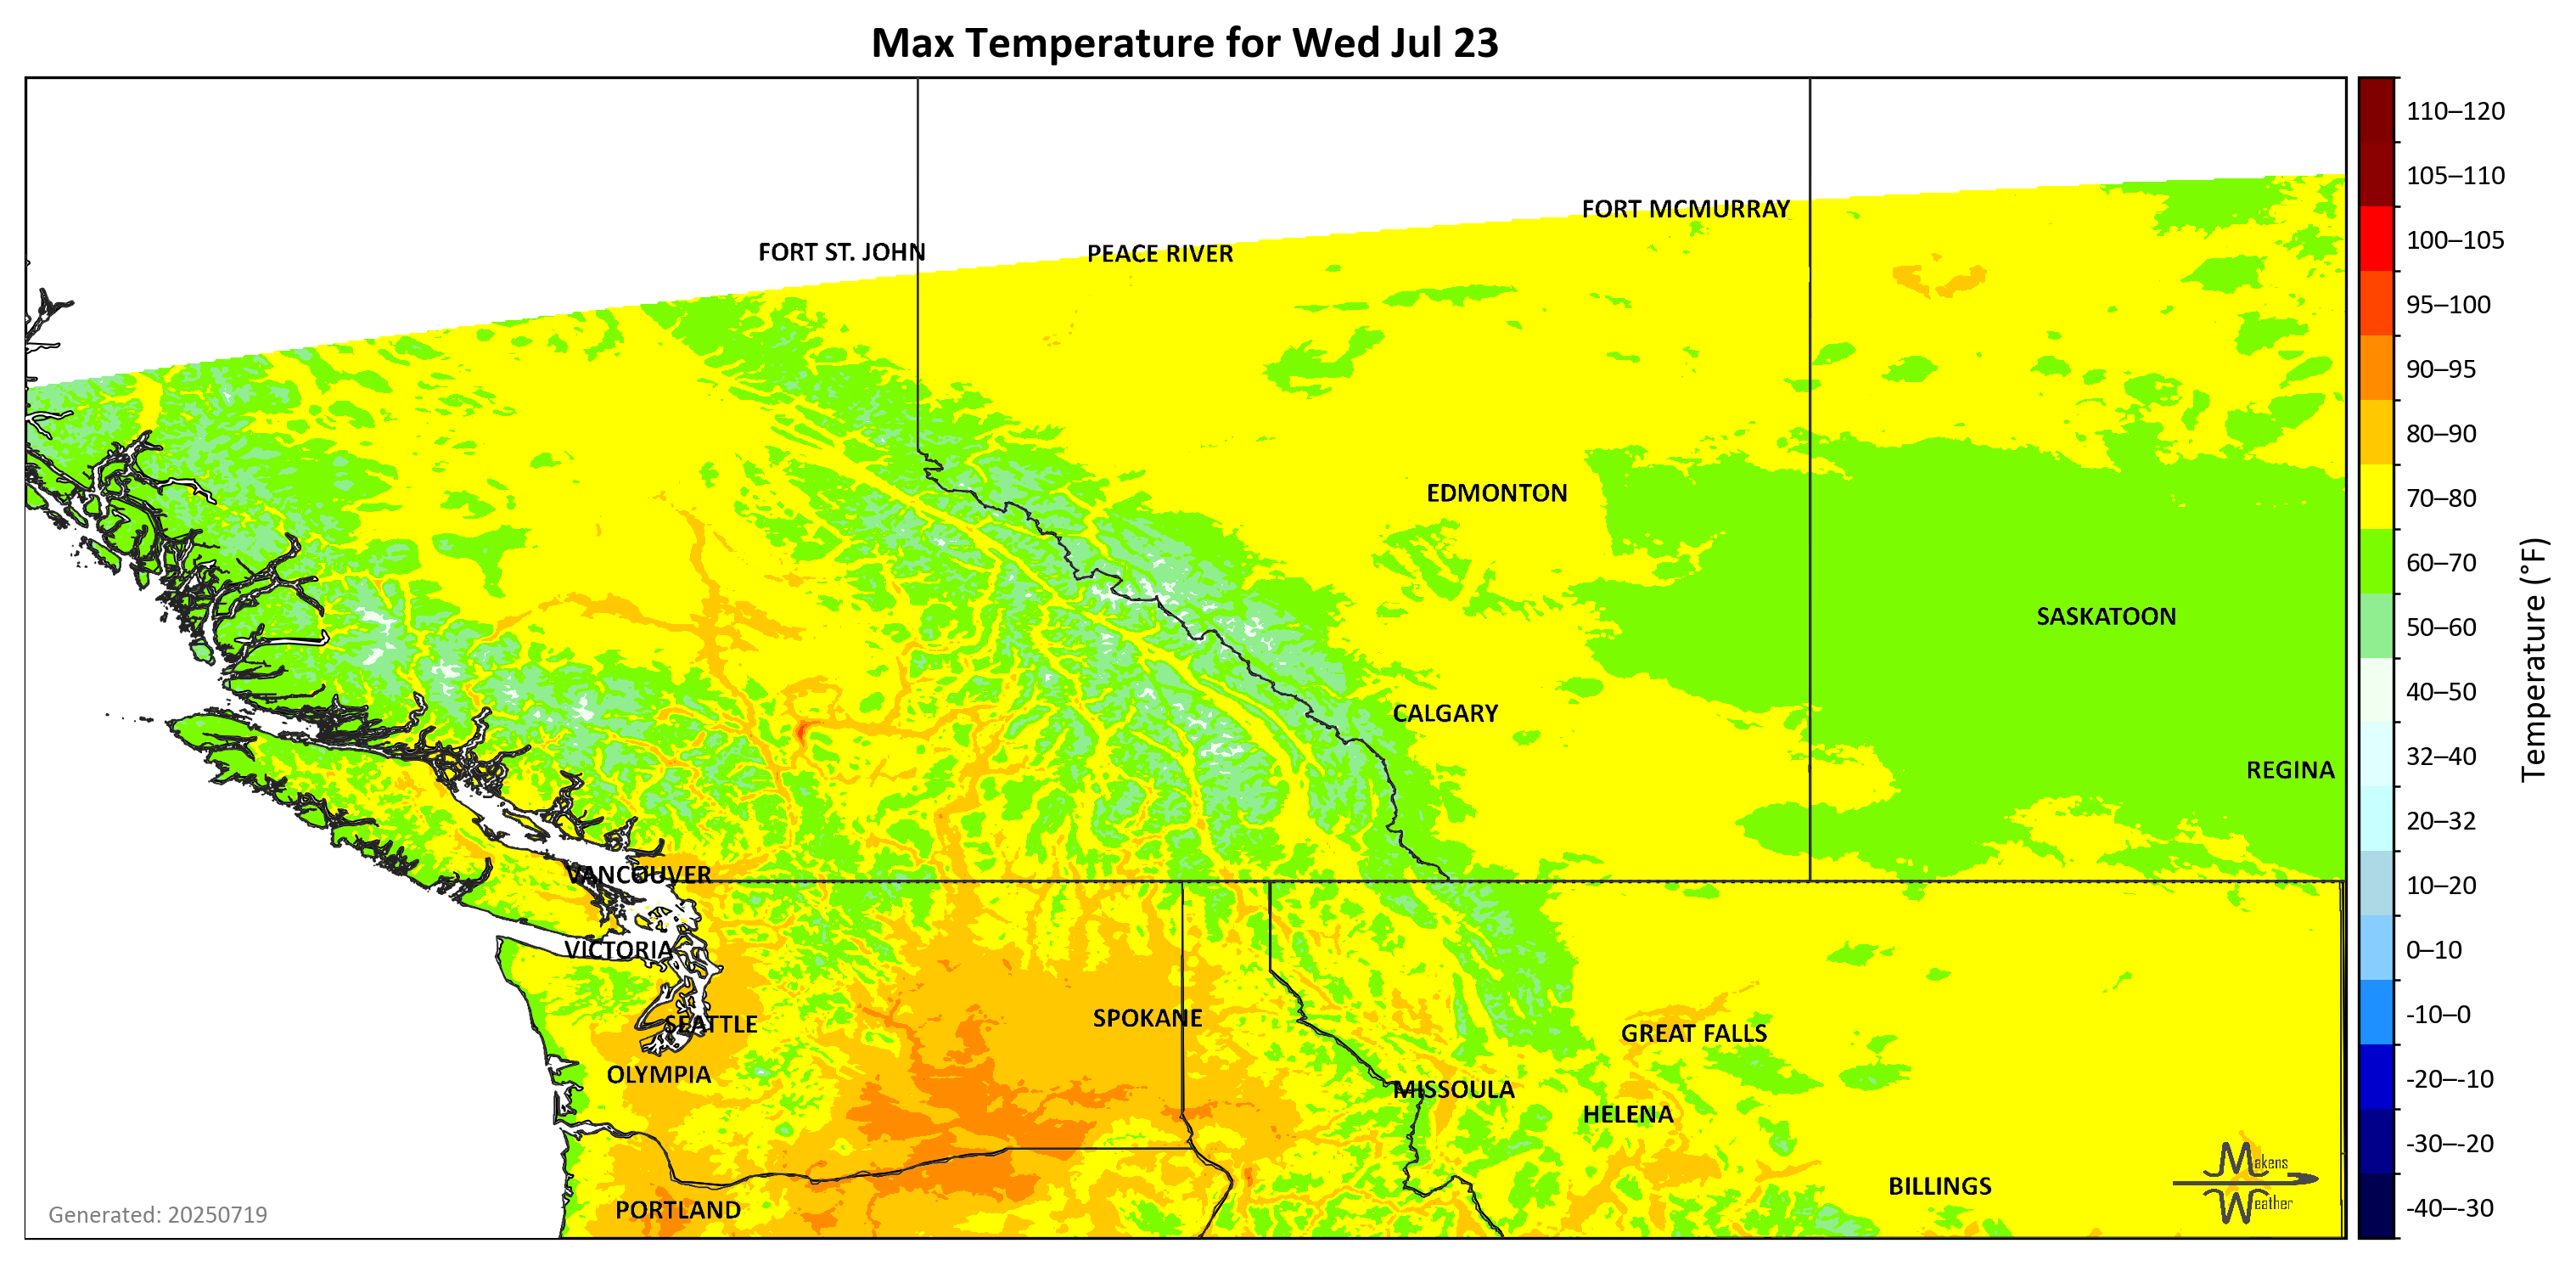 Max Temperature for Wed Jul 23
110–120
105–110
100–105
95–100
90–95
80–90
70–80
60–70
50–60
40–50
32–40
20–32
10–20
0–10
-10–0
-20–-10
-30–-20
-40–-30
Temperature (°F)
FORT MCMURRAY
FORT ST. JOHN
PEACE RIVER
EDMONTON
SASKATOON
CALGARY
REGINA
VANCOUVER
VICTORIA
SPOKANE
SEATTLE
GREAT FALLS
OLYMPIA
MISSOULA
HELENA
BILLINGS
PORTLAND
Makens
Weather
Generated: 20250719